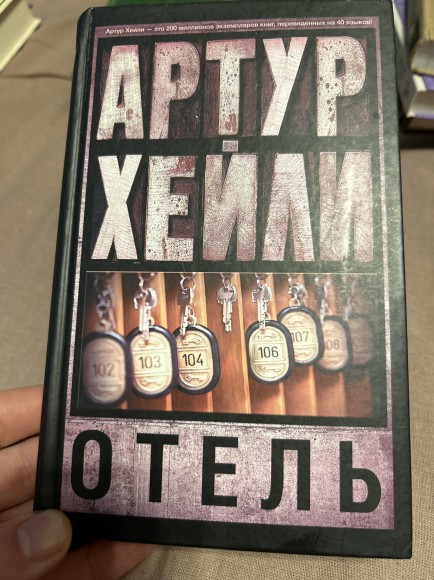 Артур Хейли — это 200 миллионов экземпляров книг, переведенных на 40 языков!
АРТУР
ХЕЙЛИ
102 103 104 106 107 108
ОТЕЛЬ